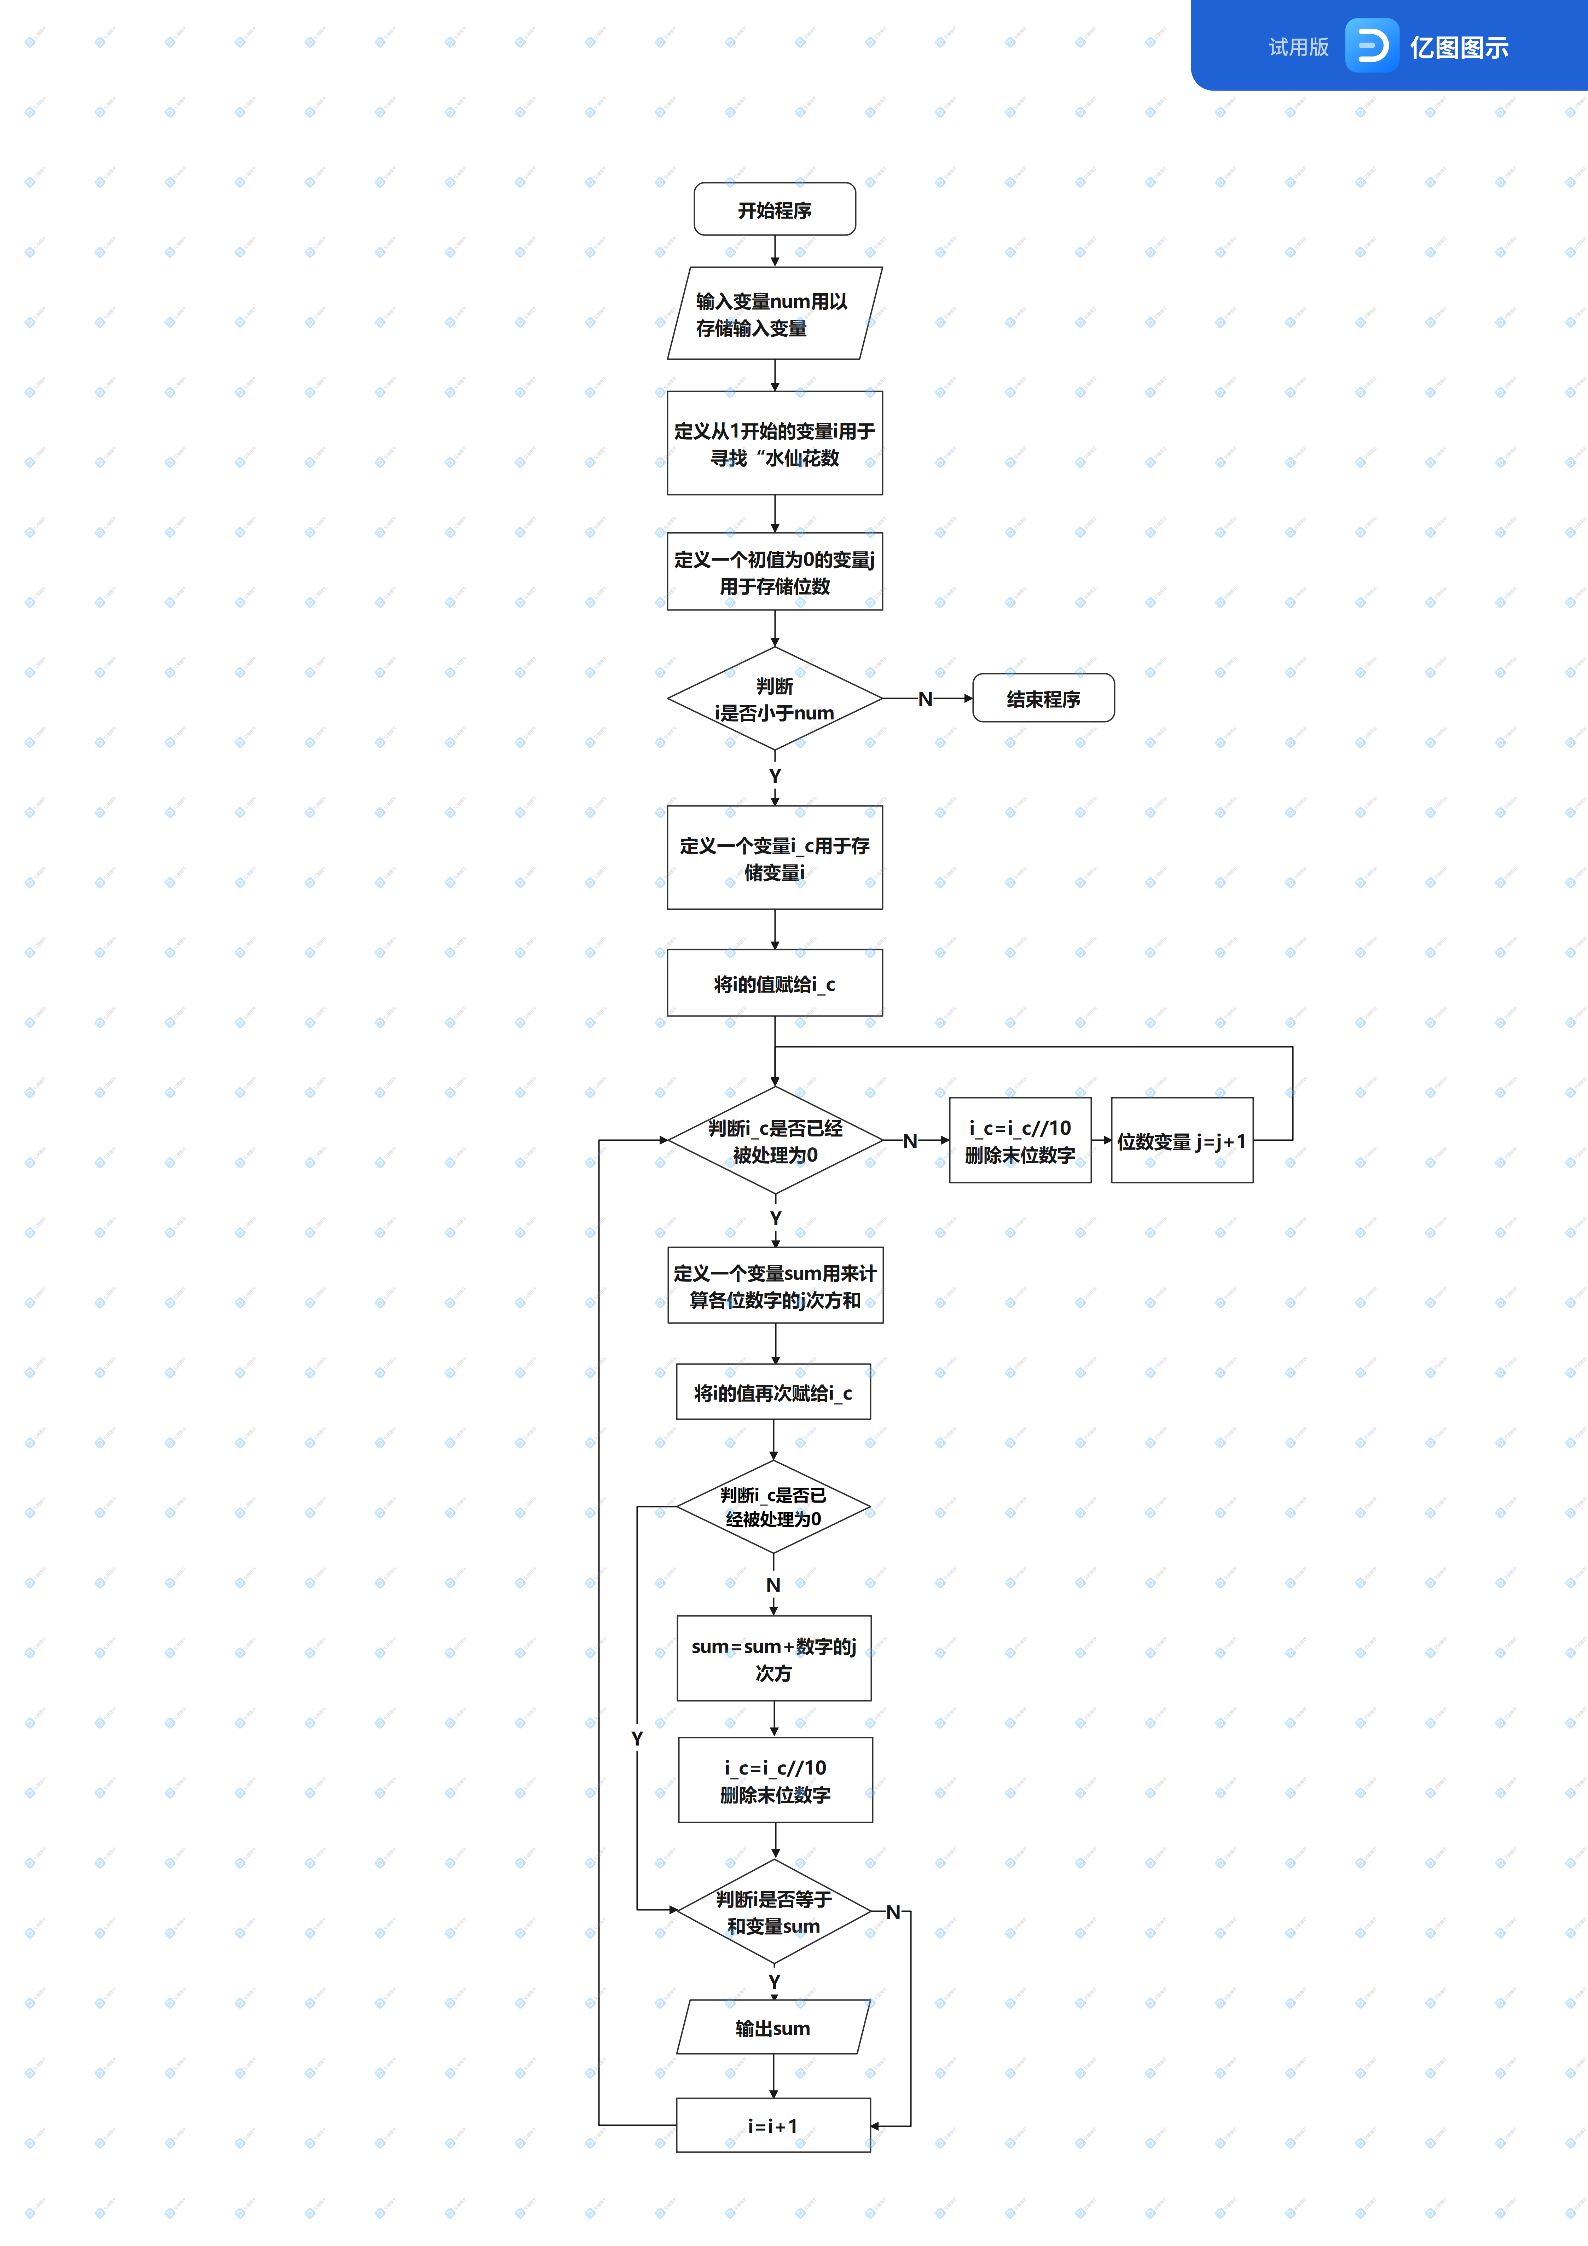 试用版 亿图图示
开始程序
输入变量num用以
存储输入变量
定义从1开始的变量i用于
寻找“水仙花数
定义一个初值为0的变量j
用于存储位数
判断
i是否小于num
N
结束程序
Y
定义一个变量i_c用于存
储变量i
将i的值赋给i_c
判断i_c是否已经
被处理为0
N
i_c=i_c//10
删除末位数字
位数变量 j=j+1
Y
定义一个变量sum用来计
算各位数字的j次方和
将i的值再次赋给i_c
判断i_c是否已
经被处理为0
N
sum=sum+数字的j
次方
Y
i_c=i_c//10
删除末位数字
判断i是否等于
和变量sum
N
Y
输出sum
i=i+1